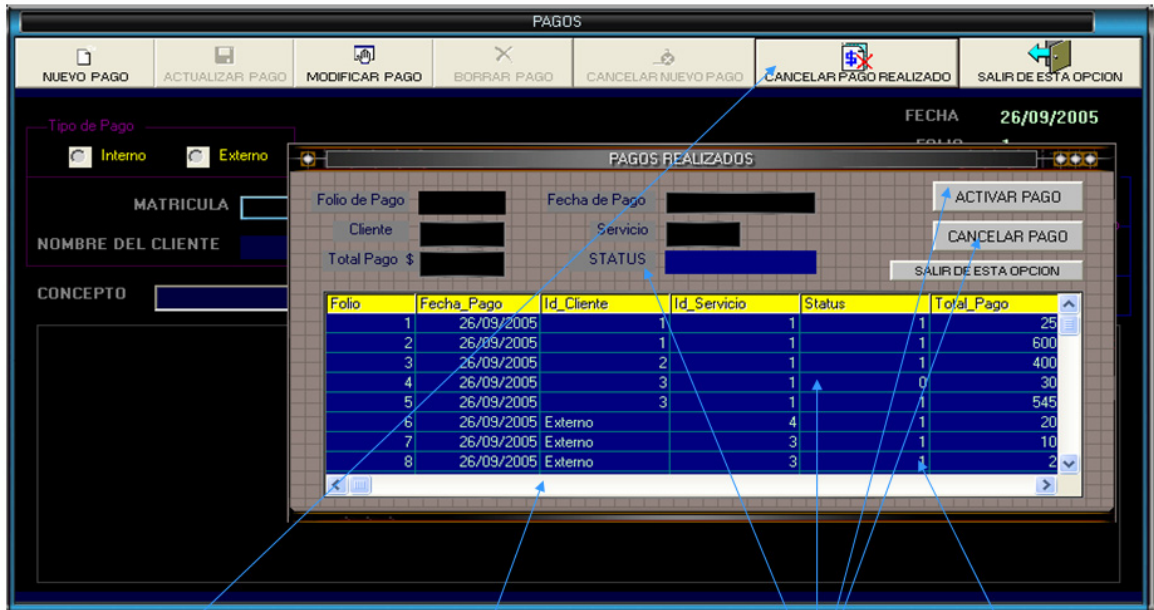 PAGOS
NUEVO PAGO ACTUALIZAR PAGO MODIFICAR PAGO BORRAR PAGO CANCELAR NUEVO PAGO CANCELAR PAGO REALIZADO SALIR DE ESTA OPCION
FECHA 26/09/2005
Tipo de Pago
FOLIO 1
Interno Externo
PAGOS REALIZADOS
MATRICULA
NOMBRE DEL CLIENTE
CONCEPTO
Folio de Pago Fecha de Pago ACTIVAR PAGO
Cliente Servicio CANCELAR PAGO
Total Pago $ STATUS SALIR DE ESTA OPCION
Folio Fecha_Pago Id_Cliente Id_Servicio Status Total_Pago
1 26/09/2005 1 1 1 25
2 26/09/2005 1 1 1 600
3 26/09/2005 2 1 1 400
4 26/09/2005 3 1 0 30
5 26/09/2005 3 1 1 545
6 26/09/2005 Externo 4 1 20
7 26/09/2005 Externo 3 1 10
8 26/09/2005 Externo 3 1 2